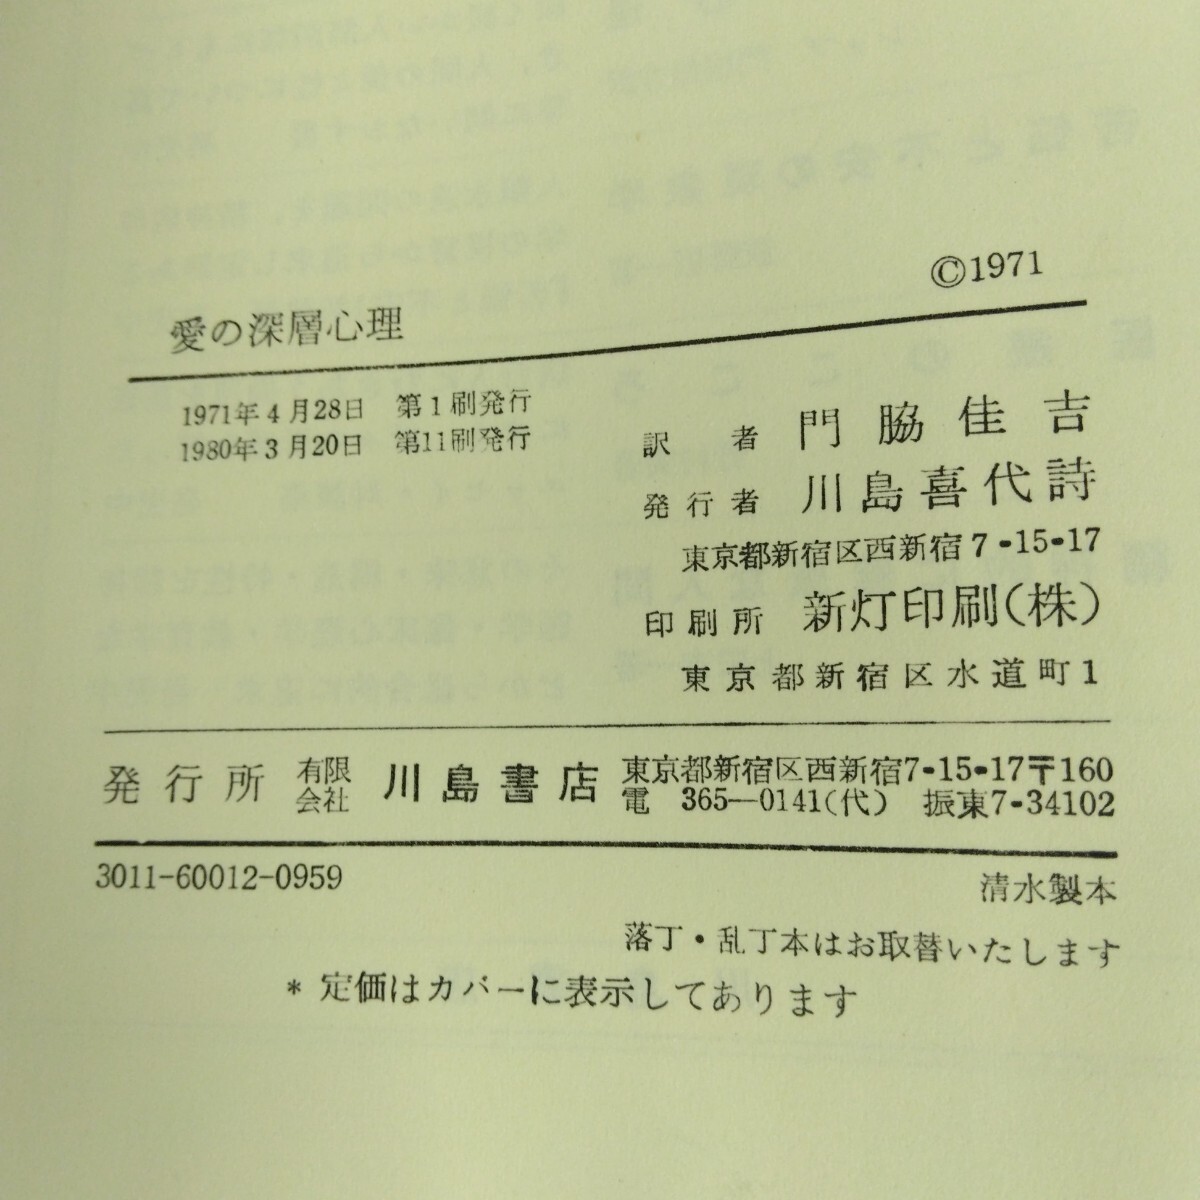 ©1971
愛の深層心理
1971年4月28日 第1刷発行
1980年3月20日 第11刷発行
訳者 門脇佳吉
発行者 川島喜代詩
東京都新宿区西新宿7-15-17
印刷所 新灯印刷(株)
東京都新宿区水道町1
発行所 有限会社 川島書店 東京都新宿区西新宿7-15-17〒160
電 365—0141(代) 振東7-34102
3011-60012-0959
清水製本
落丁・乱丁本はお取替いたします
* 定価はカバーに表示してあります